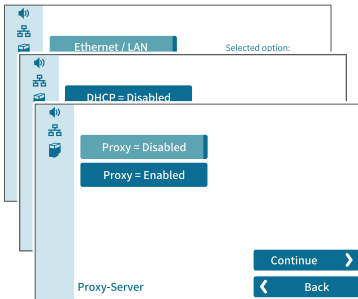 Ethernet / LAN
Selected option:
DHCP = Disabled
Proxy = Disabled
Proxy = Enabled
Continue
Proxy-Server
Back